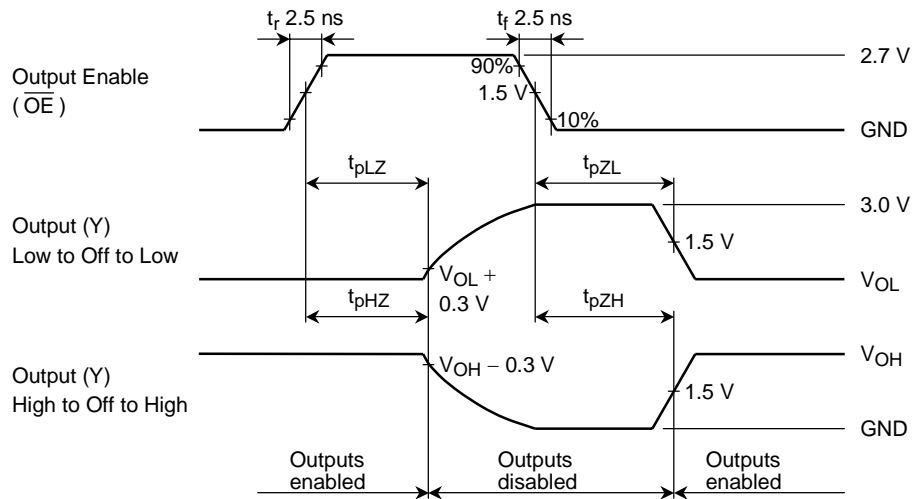 tr 2.5 ns
tf 2.5 ns
2.7 V
90%
Output Enable
(OE)
1.5 V
10%
GND
tpLZ
tpZL
3.0 V
Output (Y)
Low to Off to Low
1.5 V
VOL +
0.3 V
VOL
tpHZ
tpZH
VOH − 0.3 V
VOH
Output (Y)
High to Off to High
1.5 V
GND
Outputs
enabled
Outputs
disabled
Outputs
enabled